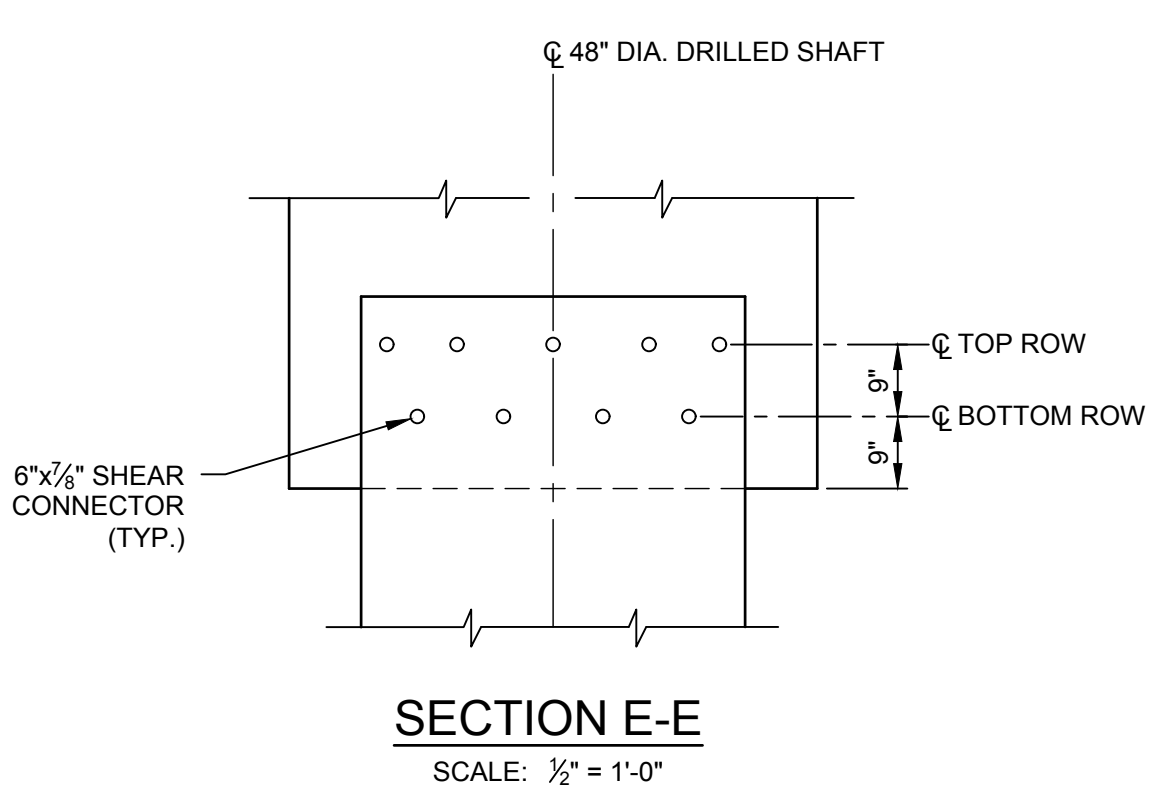 ℄ 48" DIA. DRILLED SHAFT
℄ TOP ROW
9"
℄ BOTTOM ROW
9"
6"x⅞" SHEAR
CONNECTOR
(TYP.)
SECTION E-E
SCALE: ½" = 1'-0"